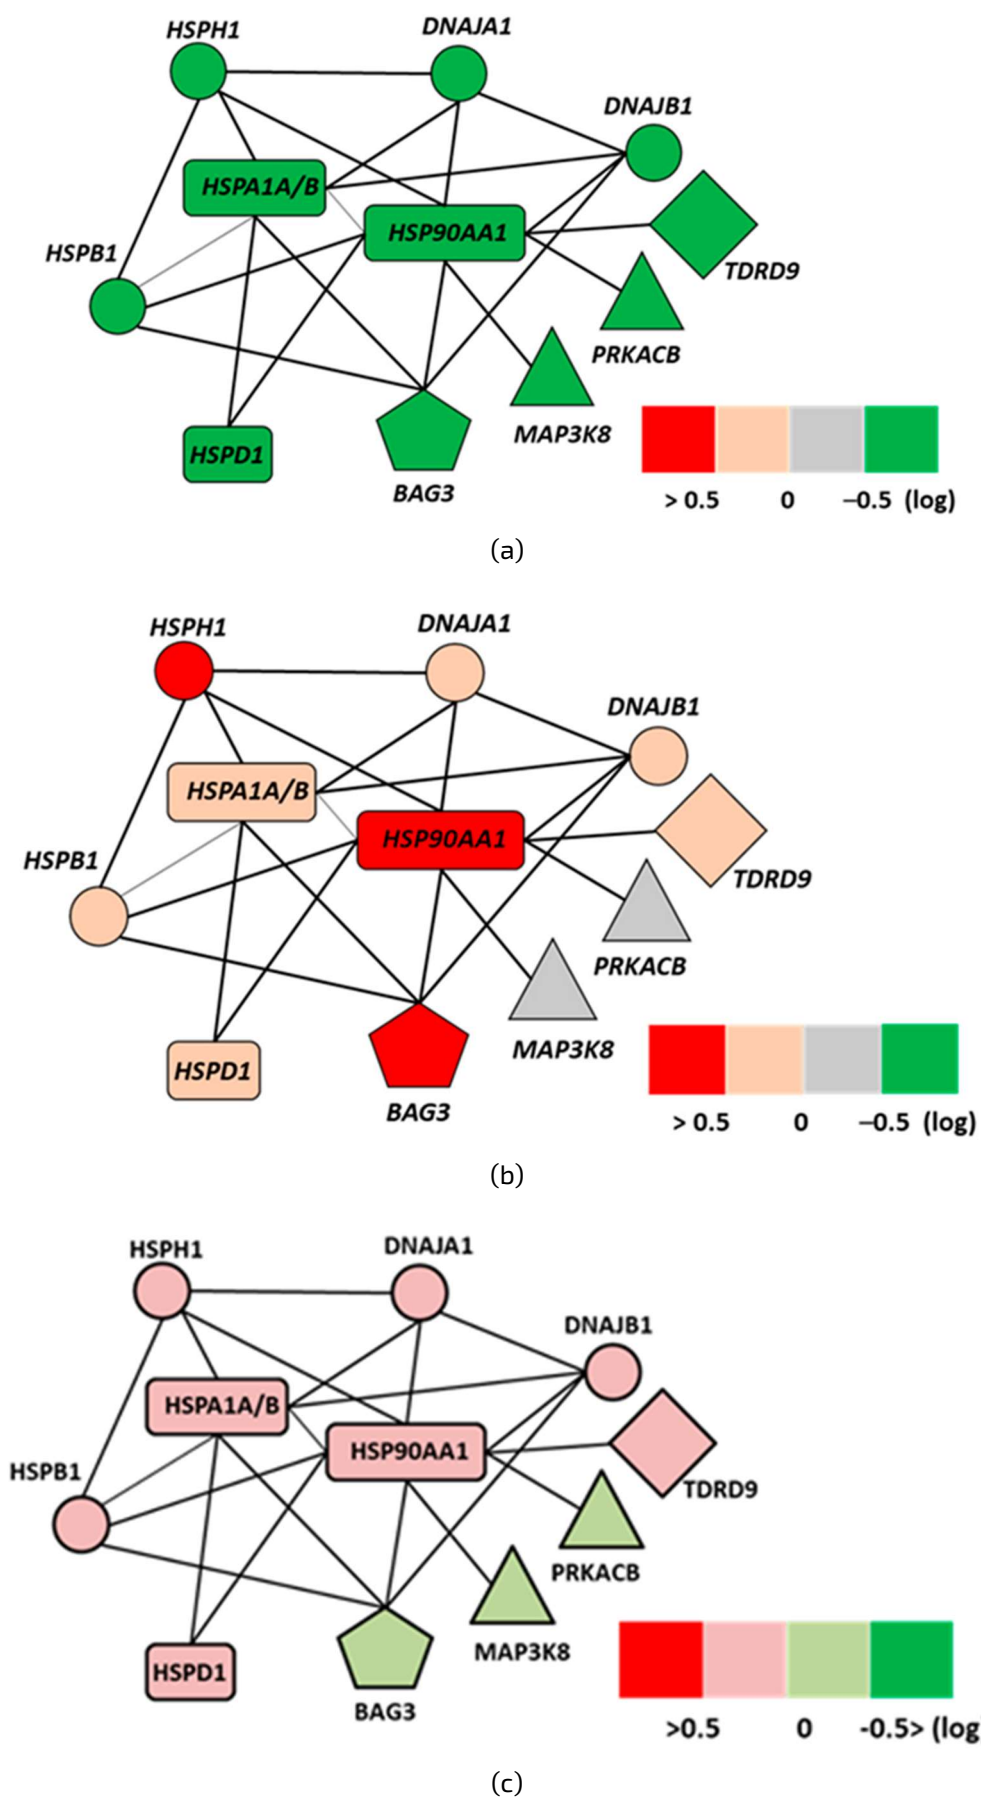 HSPH1
DNAJA1
DNAJB1
HSPA1A/B
HSP90AA1
HSPB1
TDRD9
PRKACB
MAP3K8
HSPD1
BAG3
> 0.5 0 −0.5 (log)
(a)
HSPH1
DNAJA1
DNAJB1
HSPA1A/B
HSP90AA1
HSPB1
TDRD9
PRKACB
MAP3K8
HSPD1
BAG3
> 0.5 0 −0.5 (log)
(b)
HSPH1
DNAJA1
DNAJB1
HSPA1A/B
HSP90AA1
HSPB1
TDRD9
PRKACB
MAP3K8
HSPD1
BAG3
>0.5 0 -0.5> (log
(c)